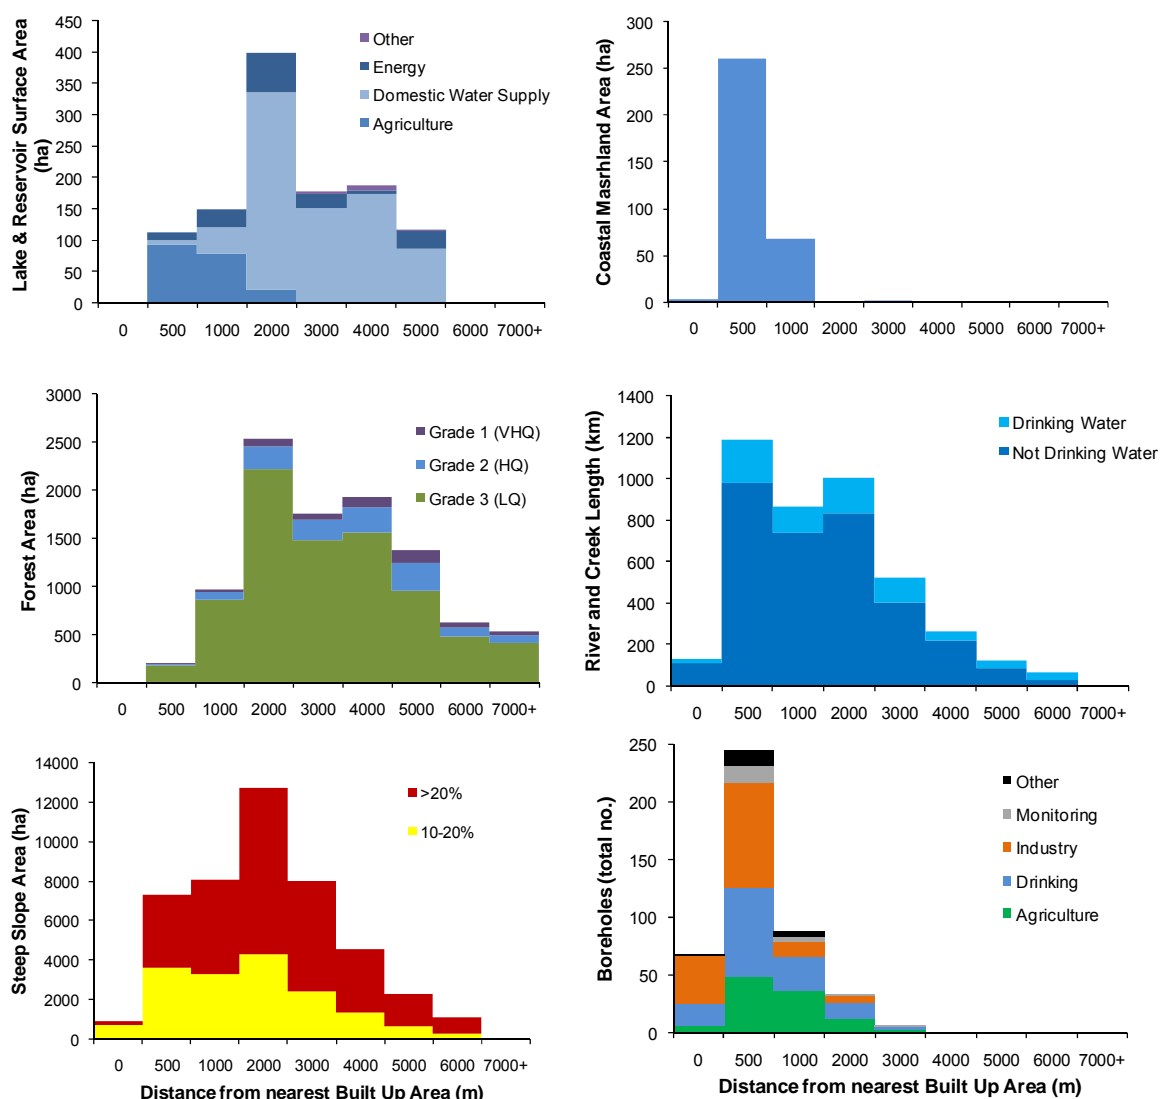 Lake & Reservoir Surface Area
(ha)
450
400
350
300
250
200
150
100
50
0
Other
Energy
Domestic Water Supply
Agriculture
0 500 1000 2000 3000 4000 5000 6000 7000+
Coastal Masrhland Area (ha)
300
250
200
150
100
50
0
0 500 1000 2000 3000 4000 5000 6000 7000+
Forest Area (ha)
3000
2500
2000
1500
1000
500
0
Grade 1 (VHQ)
Grade 2 (HQ)
Grade 3 (LQ)
0 500 1000 2000 3000 4000 5000 6000 7000+
River and Creek Length (km)
1400
1200
1000
800
600
400
200
0
Drinking Water
Not Drinking Water
0 500 1000 2000 3000 4000 5000 6000 7000+
Steep Slope Area (ha)
14000
12000
10000
8000
6000
4000
2000
0
>20%
10-20%
0 500 1000 2000 3000 4000 5000 6000 7000+
Distance from nearest Built Up Area (m)
Boreholes (total no.)
250
200
150
100
50
0
Other
Monitoring
Industry
Drinking
Agriculture
0 500 1000 2000 3000 4000 5000 6000 7000+
Distance from nearest Built Up Area (m)